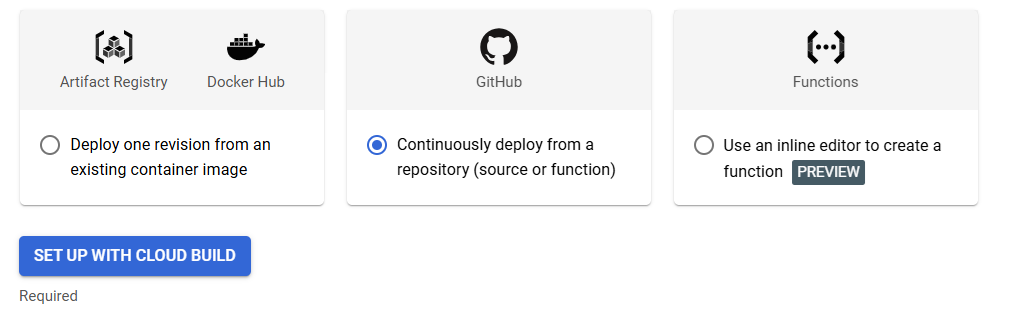 Artifact Registry
Docker Hub
GitHub
Functions
Deploy one revision from an
existing container image
Continuously deploy from a
repository (source or function)
Use an inline editor to create a
function PREVIEW
SET UP WITH CLOUD BUILD
Required